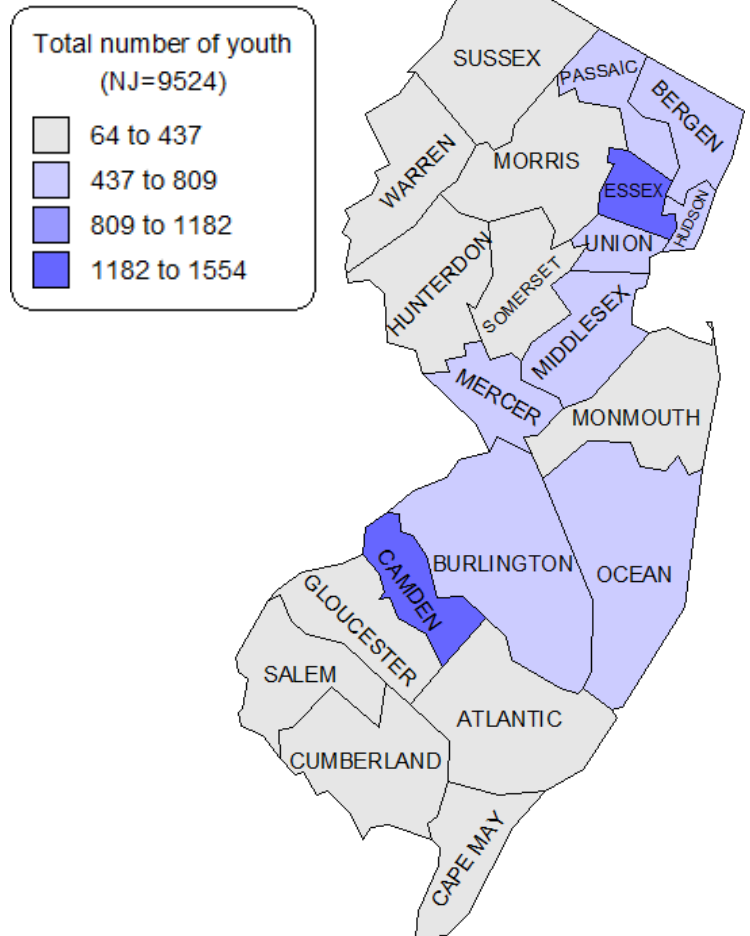 Total number of youth
(NJ=9524)
64 to 437
437 to 809
809 to 1182
1182 to 1554
SUSSEX
PASSAIC
BERGEN
WARREN
MORRIS
ESSEX
HUDSON
UNION
HUNTERDON
SOMERSET
MIDDLESEX
MERCER
MONMOUTH
BURLINGTON
OCEAN
CAMDEN
GLOUCESTER
SALEM
ATLANTIC
CUMBERLAND
CAPE MAY